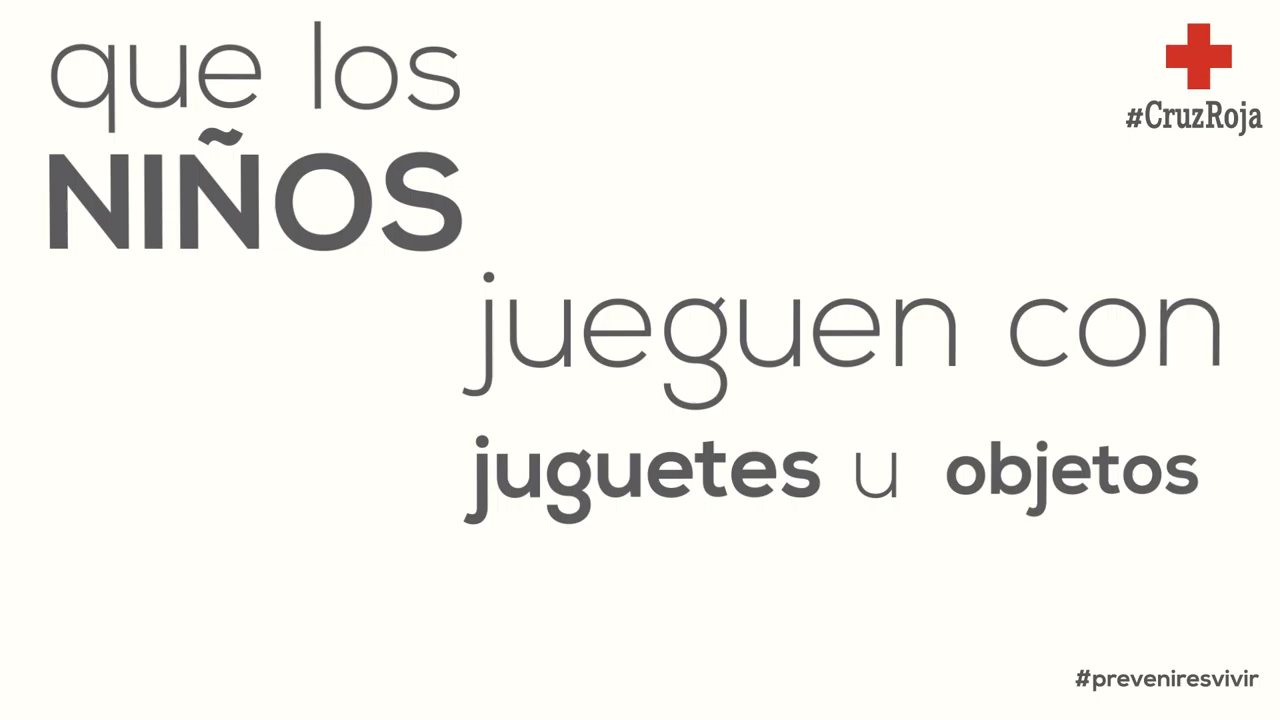 que los
NIÑOS
jueguen con
juguetes u objetos
#CruzRoja
#preveniresvivir